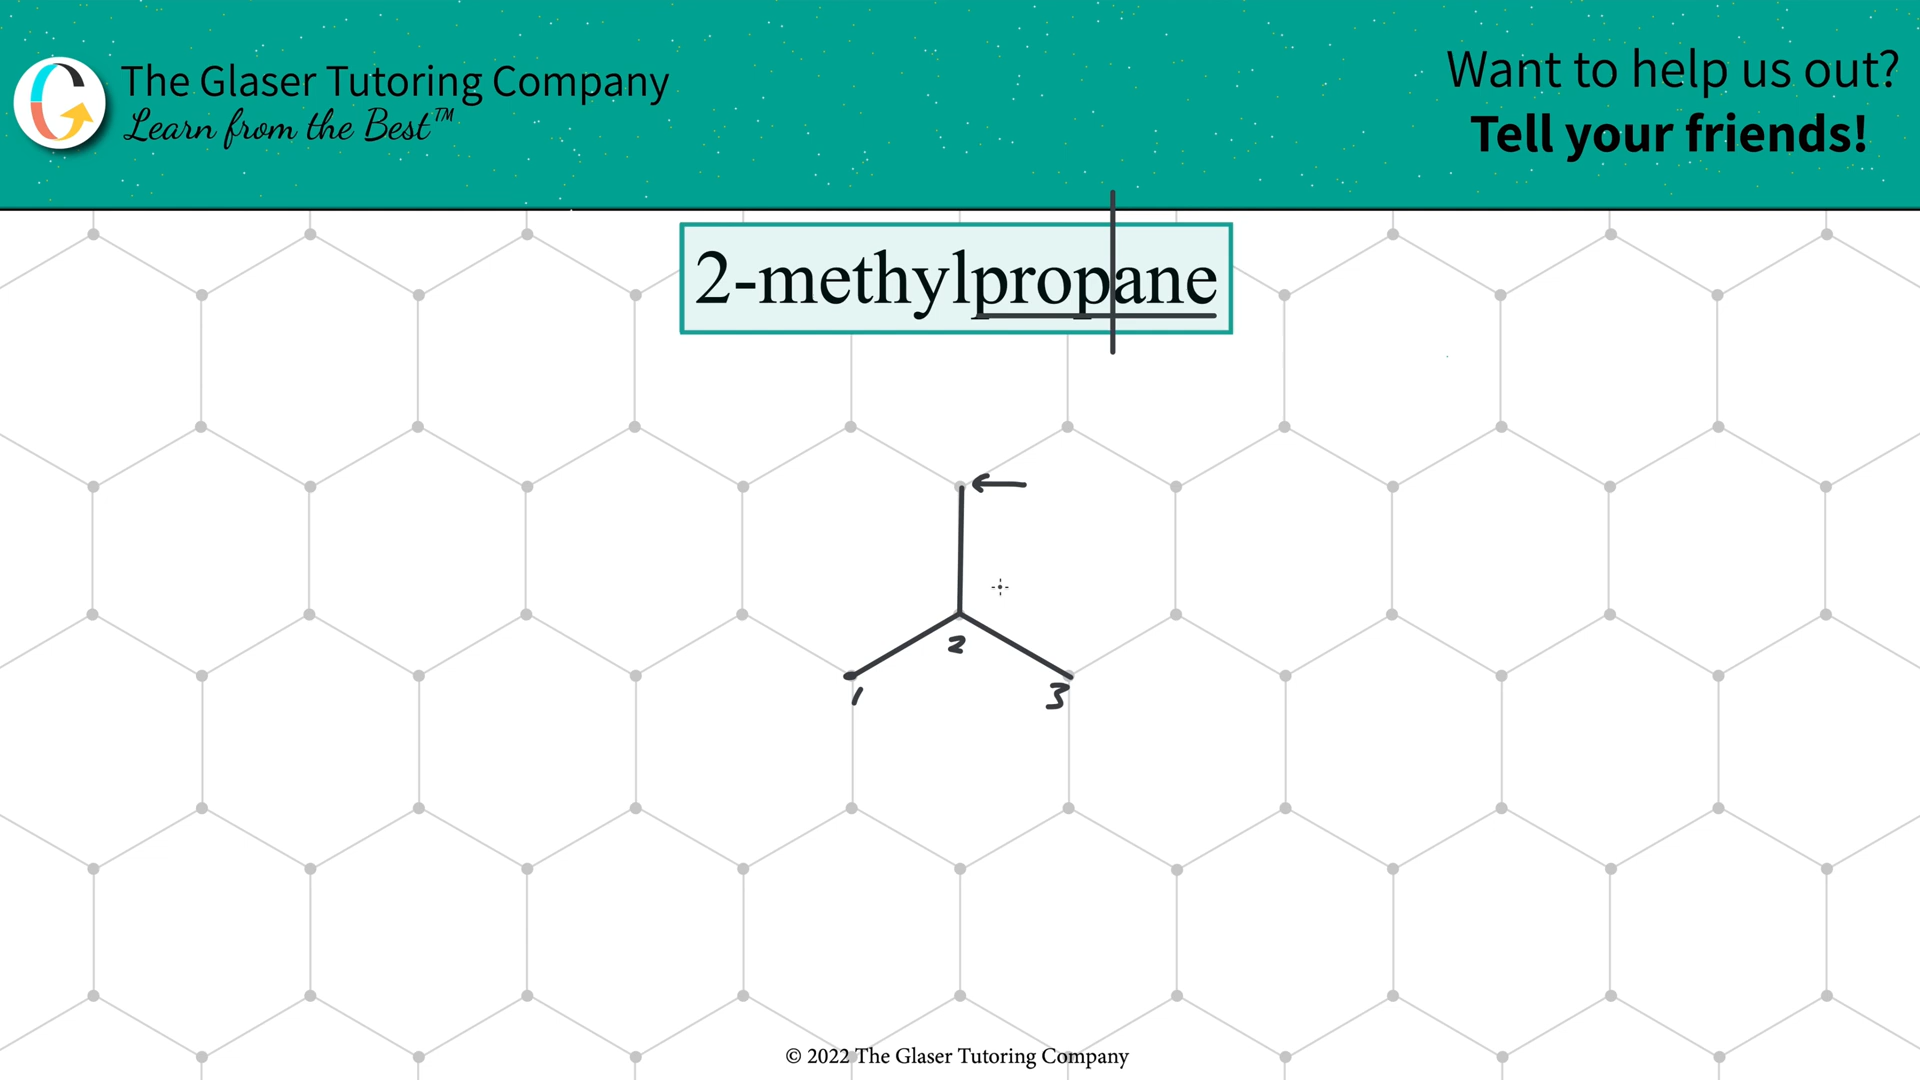 The Glaser Tutoring Company
Learn from the Best™
Want to help us out?
Tell your friends!
2-methylpropane
2
1
3
© 2022 The Glaser Tutoring Company